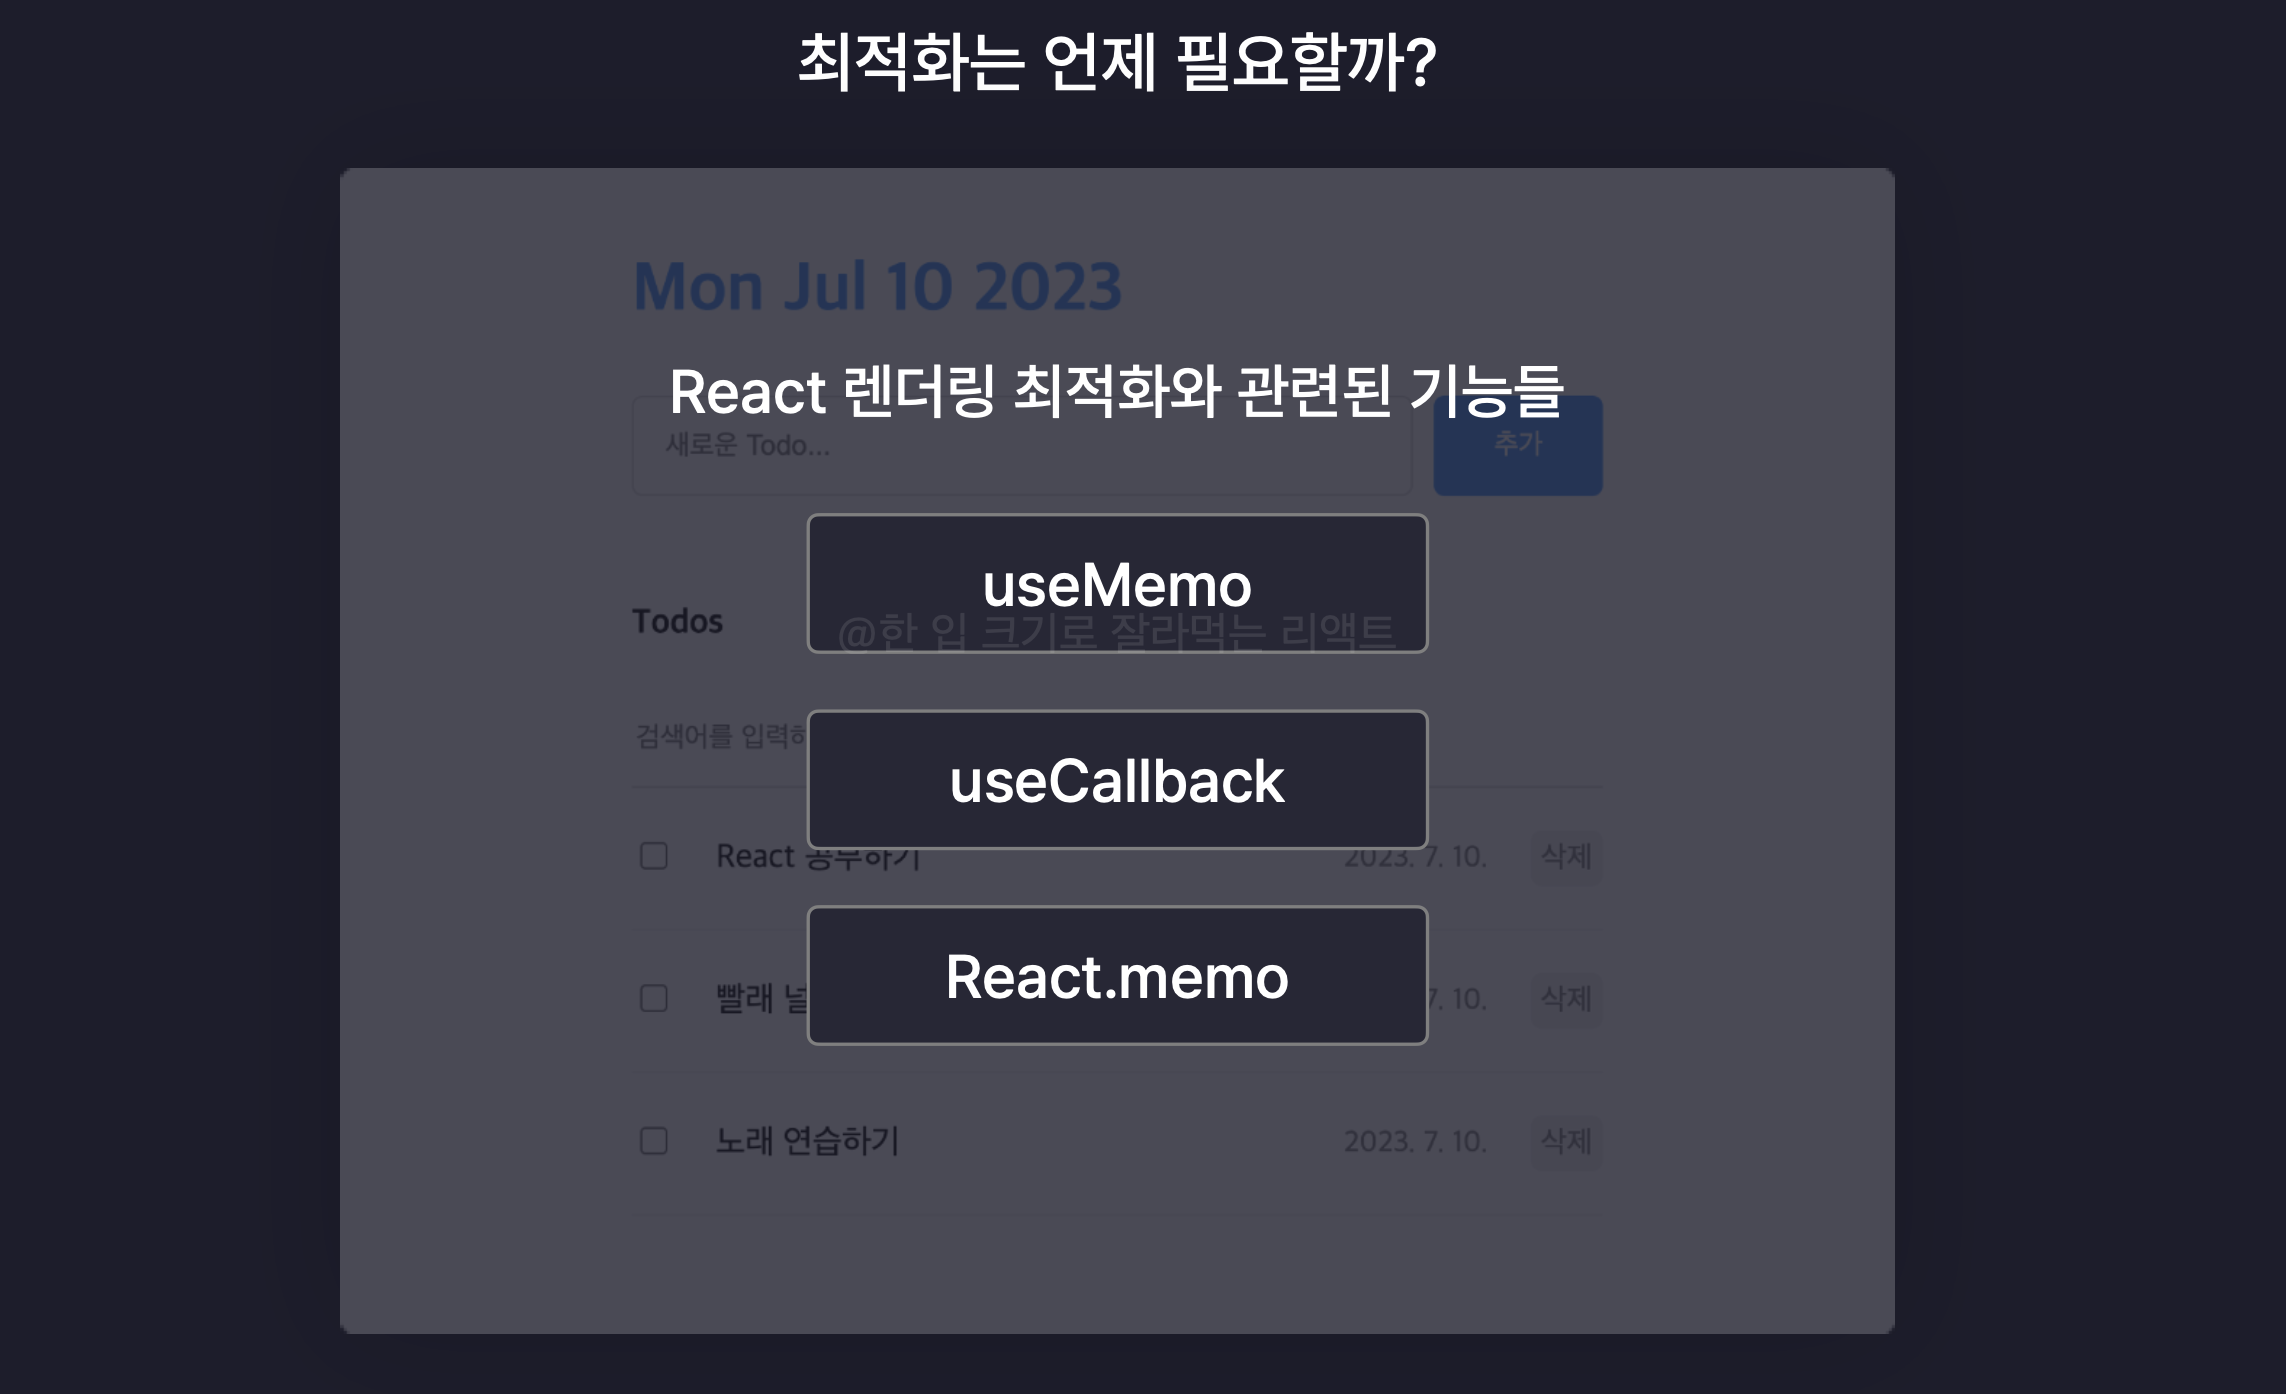 최적화는 언제 필요할까?
Mon Jul 10 2023
React 렌더링 최적화와 관련된 기능들
새로운 Todo...
추가
useMemo
Todos
@한 입 크기로 잘라먹는 리액트
검색어를
useCallback
React 공부하기 2023. 7. 10. 삭제
React.memo
빨래 7. 10. 삭제
노래 연습하기 2023. 7. 10. 삭제